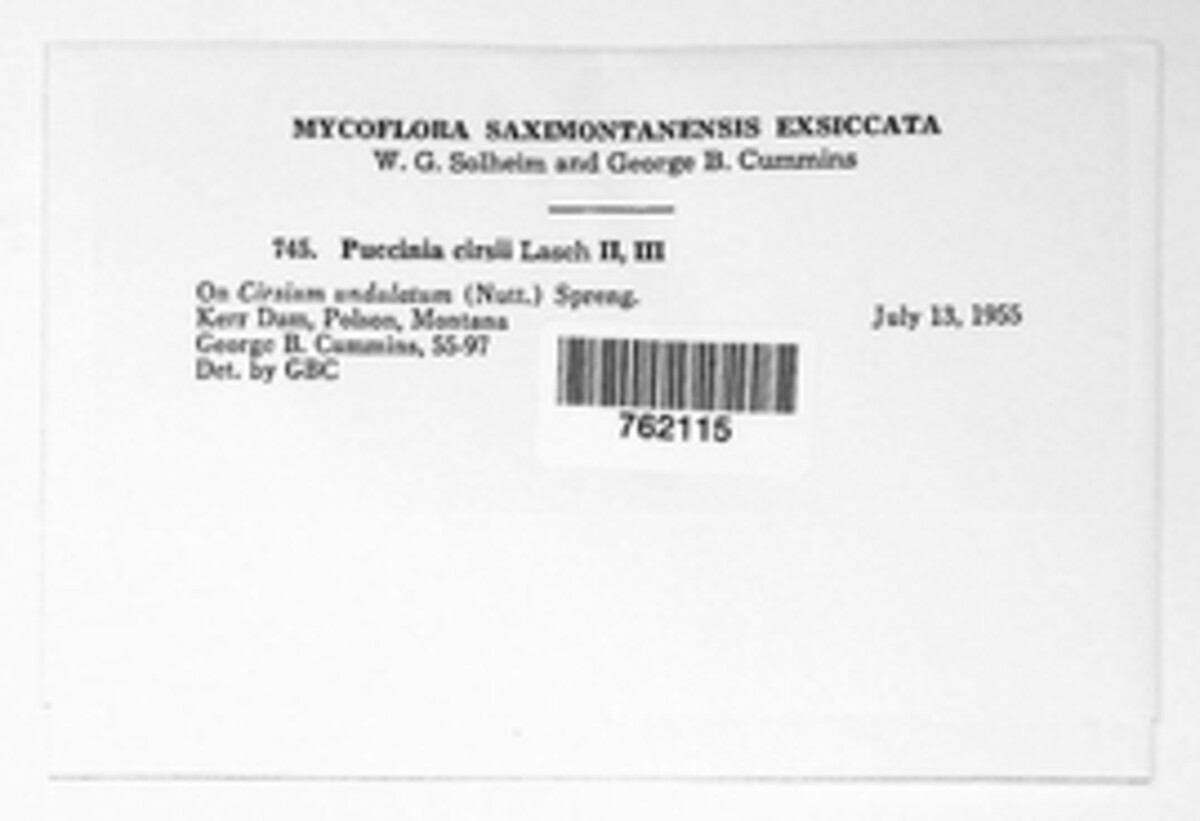 MYCOFLORA SAXIMONTANENSIS EXSICCATA
W. G. Solheim and George B. Cummins
745. Puccinia cirsii Lasch II, III
On Cirsium undulatum (Nutt.) Spreng.
Kerr Dam, Polson, Montana July 13, 1955
George B. Cummins, 55-97
Det. by GBC
762115